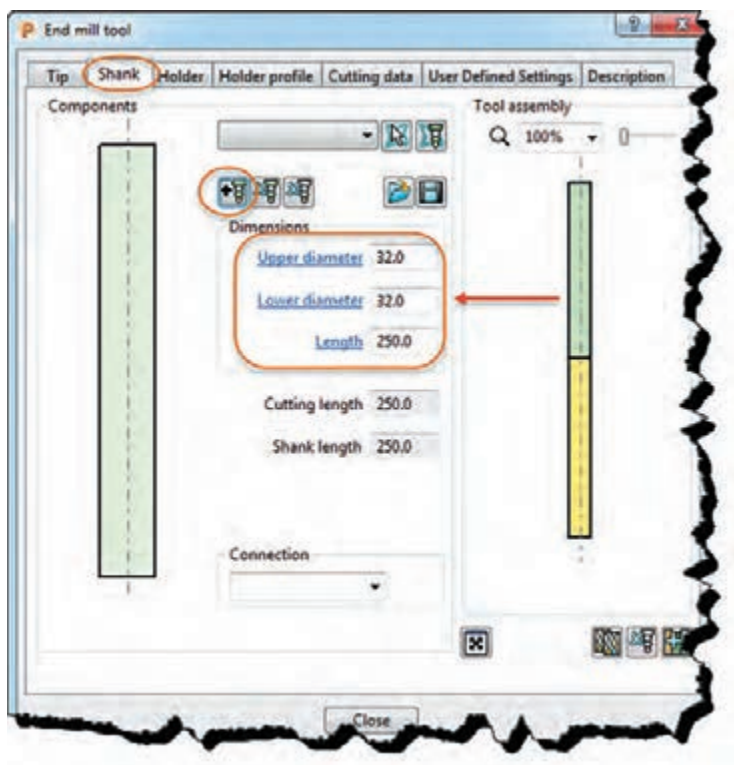 End mill tool
Tip Shank Holder Holder profile Cutting data User Defined Settings Description
Components
Tool assembly
100%
Dimensions
Upper diameter 32.0
Lower diameter 32.0
Length 250.0
Cutting length 250.0
Shank length 250.0
Connection
Close